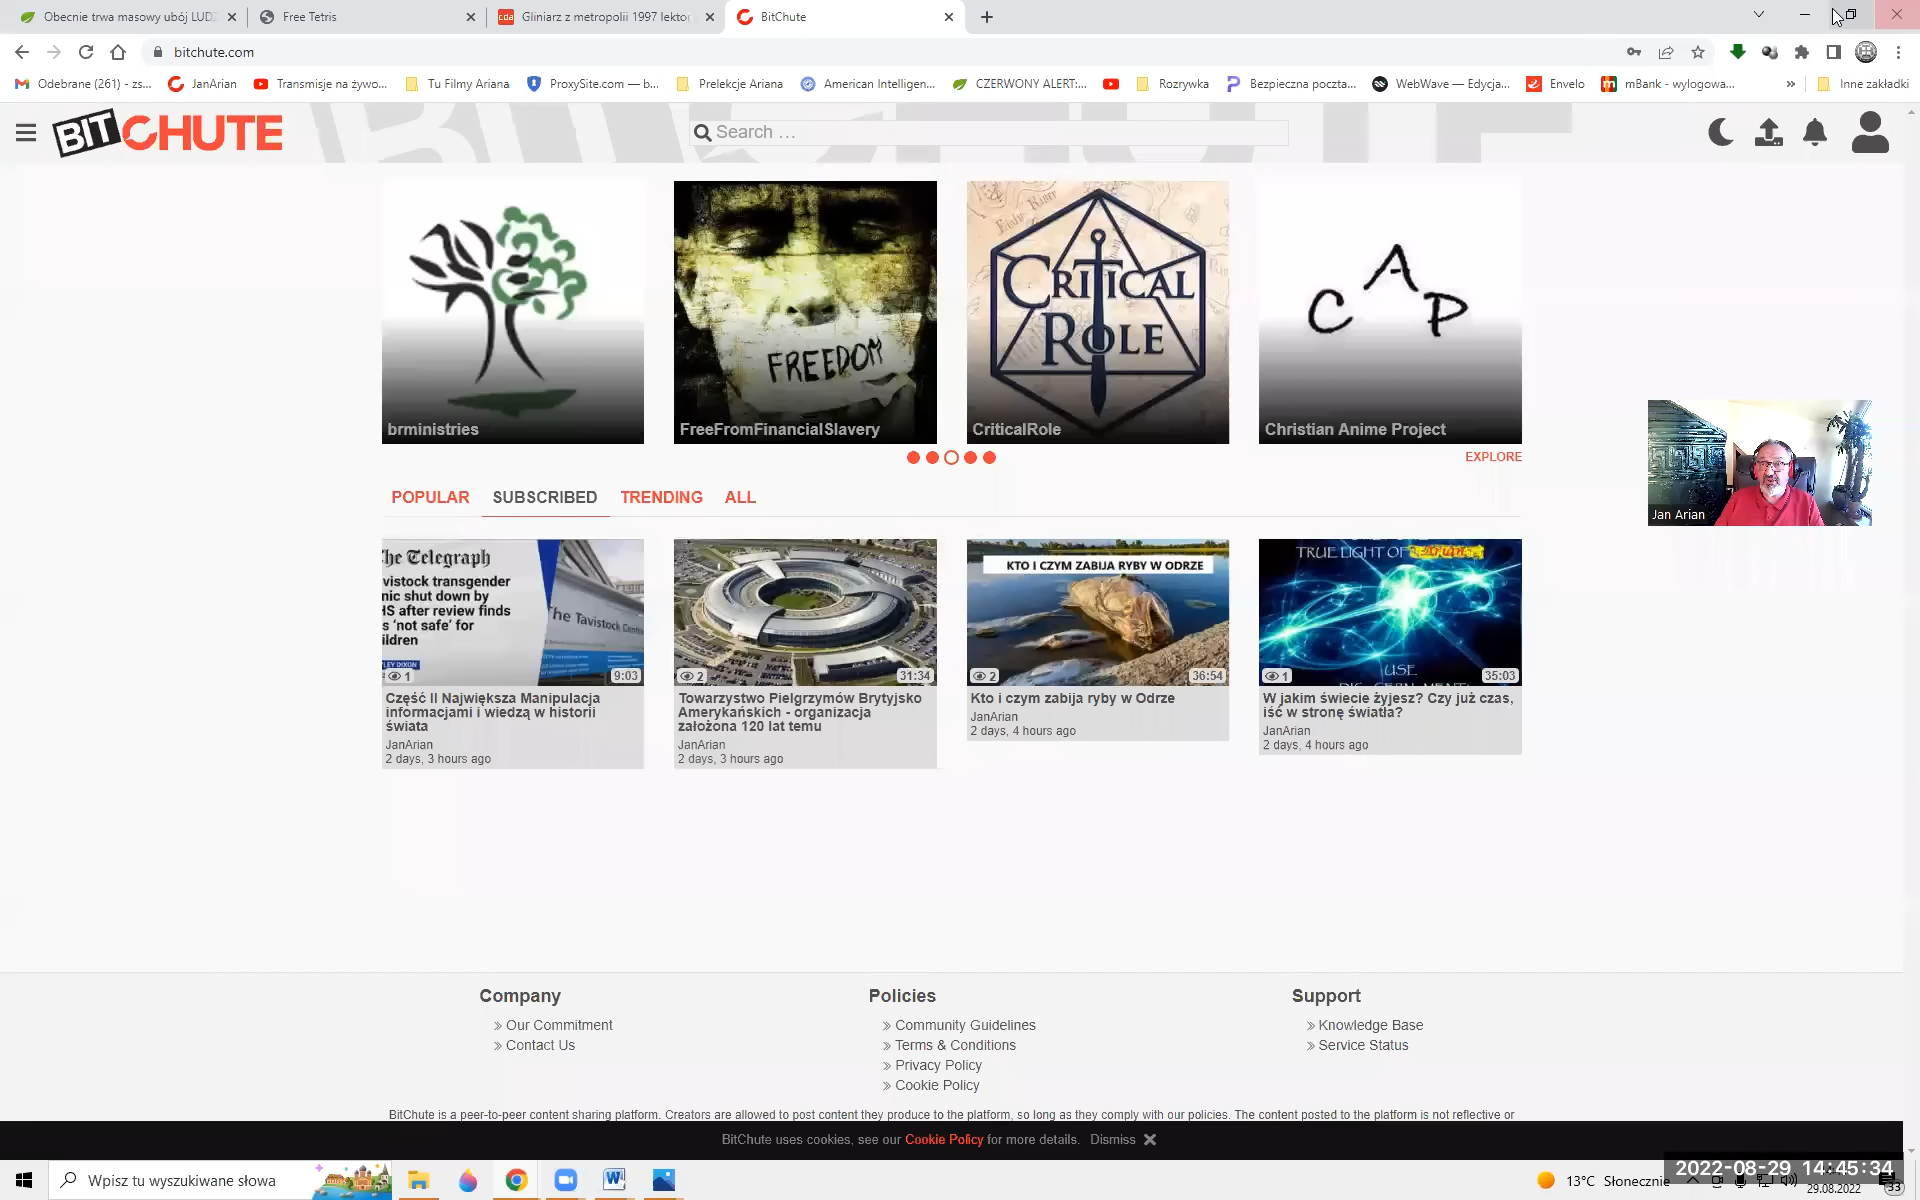 Obecnie trwa masowy ubój LUD
Free Tetris
Gliniarz z metropolii 1997 lektor
BitChute
bitchute.com
Odebrane (261) - zs...
JanArian
Transmisje na żywo...
Tu Filmy Ariana
ProxySite.com — b...
Prelekcje Ariana
American Intelligen...
CZERWONY ALERT:...
Rozrywka
Bezpieczna poczta...
WebWave — Edycja...
Envelo
mBank - wylogowa...
»
Inne zakładki
BITCHUTE
Search ...
brministries
FREEDOM
FreeFromFinancialSlavery
CRITICAL
ROLE
CriticalRole
C A P
Christian Anime Project
EXPLORE
Jan Arian
POPULAR
SUBSCRIBED
TRENDING
ALL
he Telegraph
vistock transgender
nic shut down by
HS after review finds
s 'not safe' for
ildren
LEY DIXON
The Tavistock Centre
1
9:03
Część II Największa Manipulacja
informacjami i wiedzą w historii
świata
JanArian
2 days, 3 hours ago
2
31:34
Towarzystwo Pielgrzymów Brytyjsko
Amerykańskich - organizacja
założona 120 lat temu
JanArian
2 days, 3 hours ago
KTO I CZYM ZABIJA RYBY W ODRZE
2
36:54
Kto i czym zabija ryby w Odrze
JanArian
2 days, 4 hours ago
TRUE LIGHT OF
USE
1
35:03
W jakim świecie żyjesz? Czy już czas,
iść w stronę światła?
JanArian
2 days, 4 hours ago
Company
» Our Commitment
» Contact Us
Policies
» Community Guidelines
» Terms & Conditions
» Privacy Policy
» Cookie Policy
Support
» Knowledge Base
» Service Status
BitChute is a peer-to-peer content sharing platform. Creators are allowed to post content they produce to the platform, so long as they comply with our policies. The content posted to the platform is not reflective or
BitChute uses cookies, see our Cookie Policy for more details. Dismiss
Wpisz tu wyszukiwane słowa
13°C Słonecznie
2022-08-29 14:45:34
29.08.2022
33